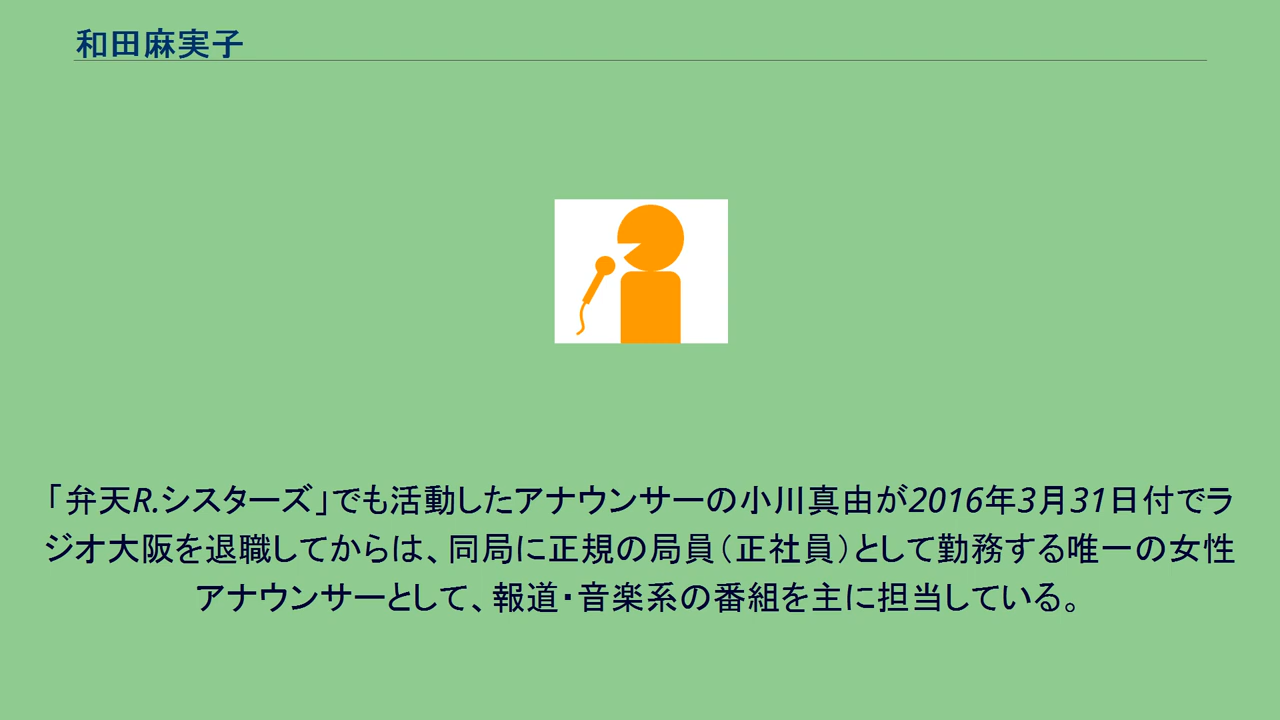 和田麻実子
「弁天R.シスターズ」でも活動したアナウンサーの小川真由が2016年3月31日付でラ
ジオ大阪を退職してからは、同局に正規の局員（正社員）として勤務する唯一の女性
アナウンサーとして、報道・音楽系の番組を主に担当している。